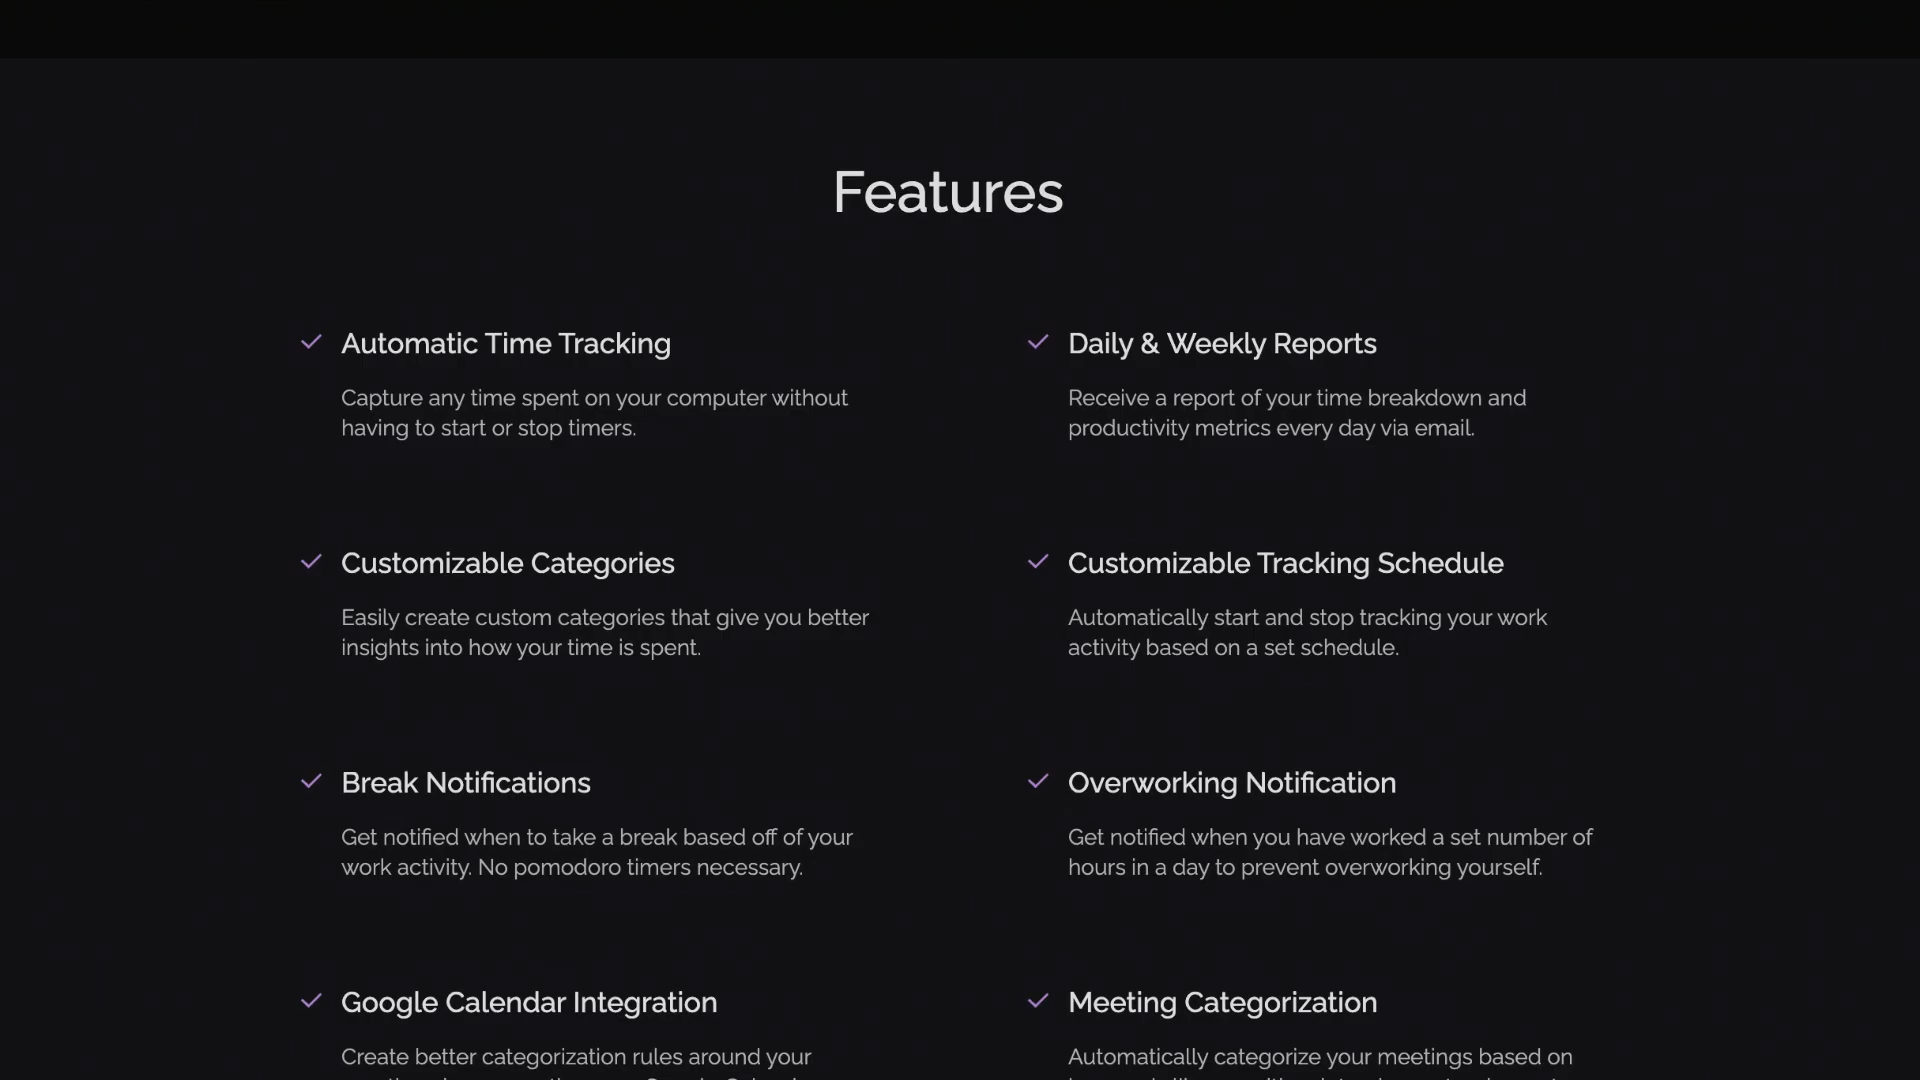 Features
Automatic Time Tracking
Capture any time spent on your computer without
having to start or stop timers.
Daily & Weekly Reports
Receive a report of your time breakdown and
productivity metrics every day via email.
Customizable Categories
Easily create custom categories that give you better
insights into how your time is spent.
Customizable Tracking Schedule
Automatically start and stop tracking your work
activity based on a set schedule.
Break Notifications
Get notified when to take a break based off of your
work activity. No pomodoro timers necessary.
Overworking Notification
Get notified when you have worked a set number of
hours in a day to prevent overworking yourself.
Google Calendar Integration
Create better categorization rules around your
Meeting Categorization
Automatically categorize your meetings based on